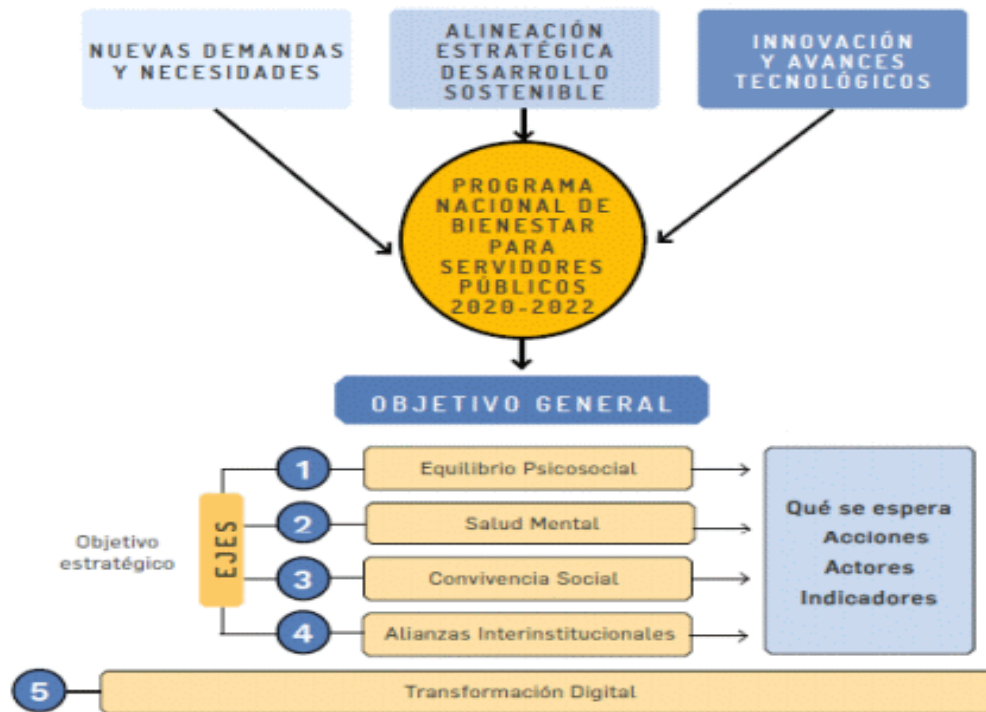 NUEVAS DEMANDAS
Y NECESIDADES
ALINEACIÓN
ESTRATÉGICA
DESARROLLO
SOSTENIBLE
INNOVACIÓN
Y AVANCES
TECNOLÓGICOS
PROGRAMA
NACIONAL DE
BIENESTAR
PARA
SERVIDORES
PÚBLICOS
2020-2022
OBJETIVO GENERAL
Objetivo
estratégico
EJES
1
Equilibrio Psicosocial
2
Salud Mental
3
Convivencia Social
4
Alianzas Interinstitucionales
Qué se espera
Acciones
Actores
Indicadores
5
Transformación Digital